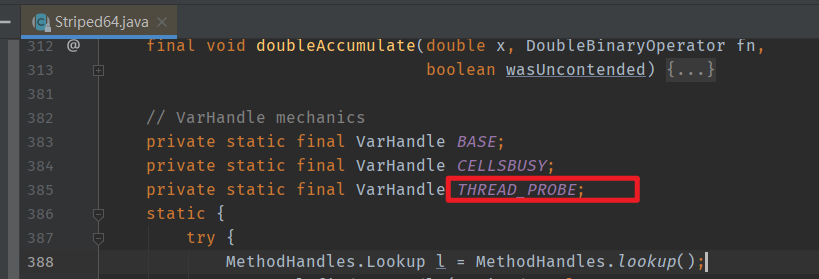 Striped64.java
312 @ final void doubleAccumulate(double x, DoubleBinaryOperator fn,
313 boolean wasUncontended) {...}
381
382 // VarHandle mechanics
383 private static final VarHandle BASE;
384 private static final VarHandle CELLSBUSY;
385 private static final VarHandle THREAD_PROBE;
386 static {
387 try {
388 MethodHandles.Lookup l = MethodHandles.lookup();